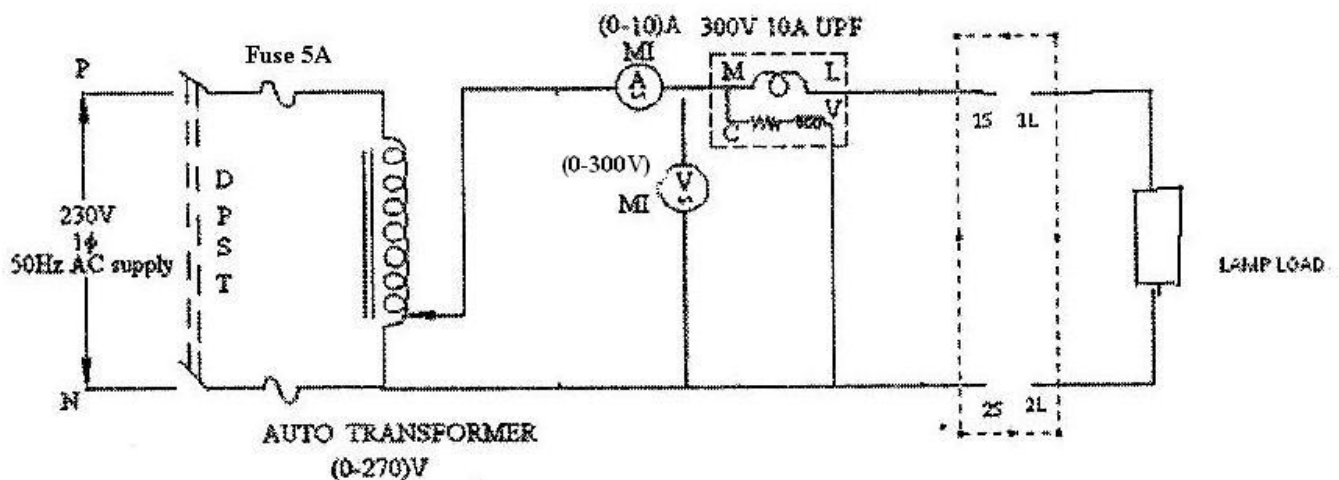 (0-10)A 300V 10A UPF
MI
Fuse 5A
P
A
M L
V
C
1S 1L
(0-300V)
V
MI
D
P
S
T
230V
1ϕ
50Hz AC supply
LAMP LOAD
N
2S 2L
AUTO TRANSFORMER
(0-270)V